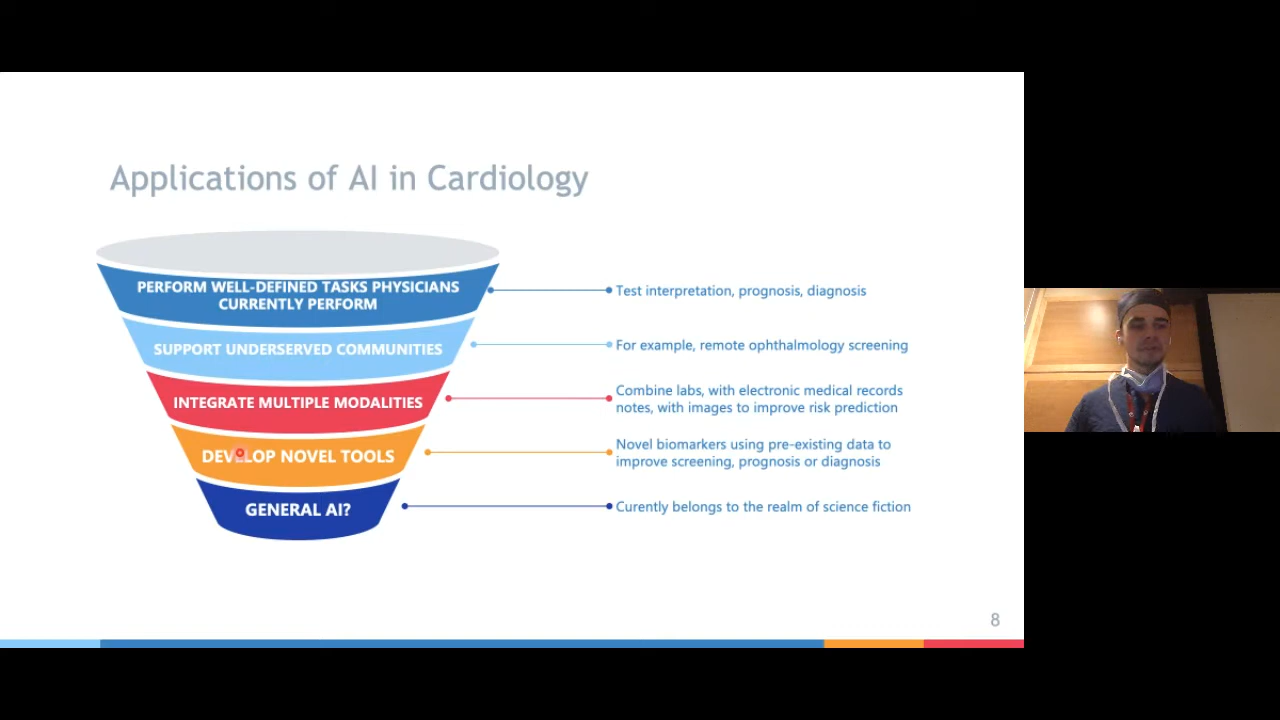 Applications of AI in Cardiology
PERFORM WELL-DEFINED TASKS PHYSICIANS
CURRENTLY PERFORM
Test interpretation, prognosis, diagnosis
SUPPORT UNDERSERVED COMMUNITIES
For example, remote ophthalmology screening
INTEGRATE MULTIPLE MODALITIES
Combine labs, with electronic medical records
notes, with images to improve risk prediction
DEVELOP NOVEL TOOLS
Novel biomarkers using pre-existing data to
improve screening, prognosis or diagnosis
GENERAL AI?
Curently belongs to the realm of science fiction
8